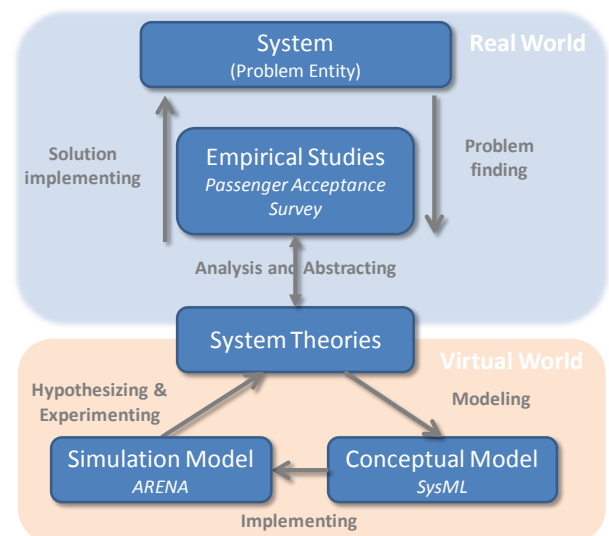 System
(Problem Entity)
Real World
Solution
implementing
Empirical Studies
Passenger Acceptance
Survey
Problem
finding
Analysis and Abstracting
System Theories
Virtual World
Hypothesizing &
Experimenting
Modeling
Simulation Model
ARENA
Conceptual Model
SysML
Implementing